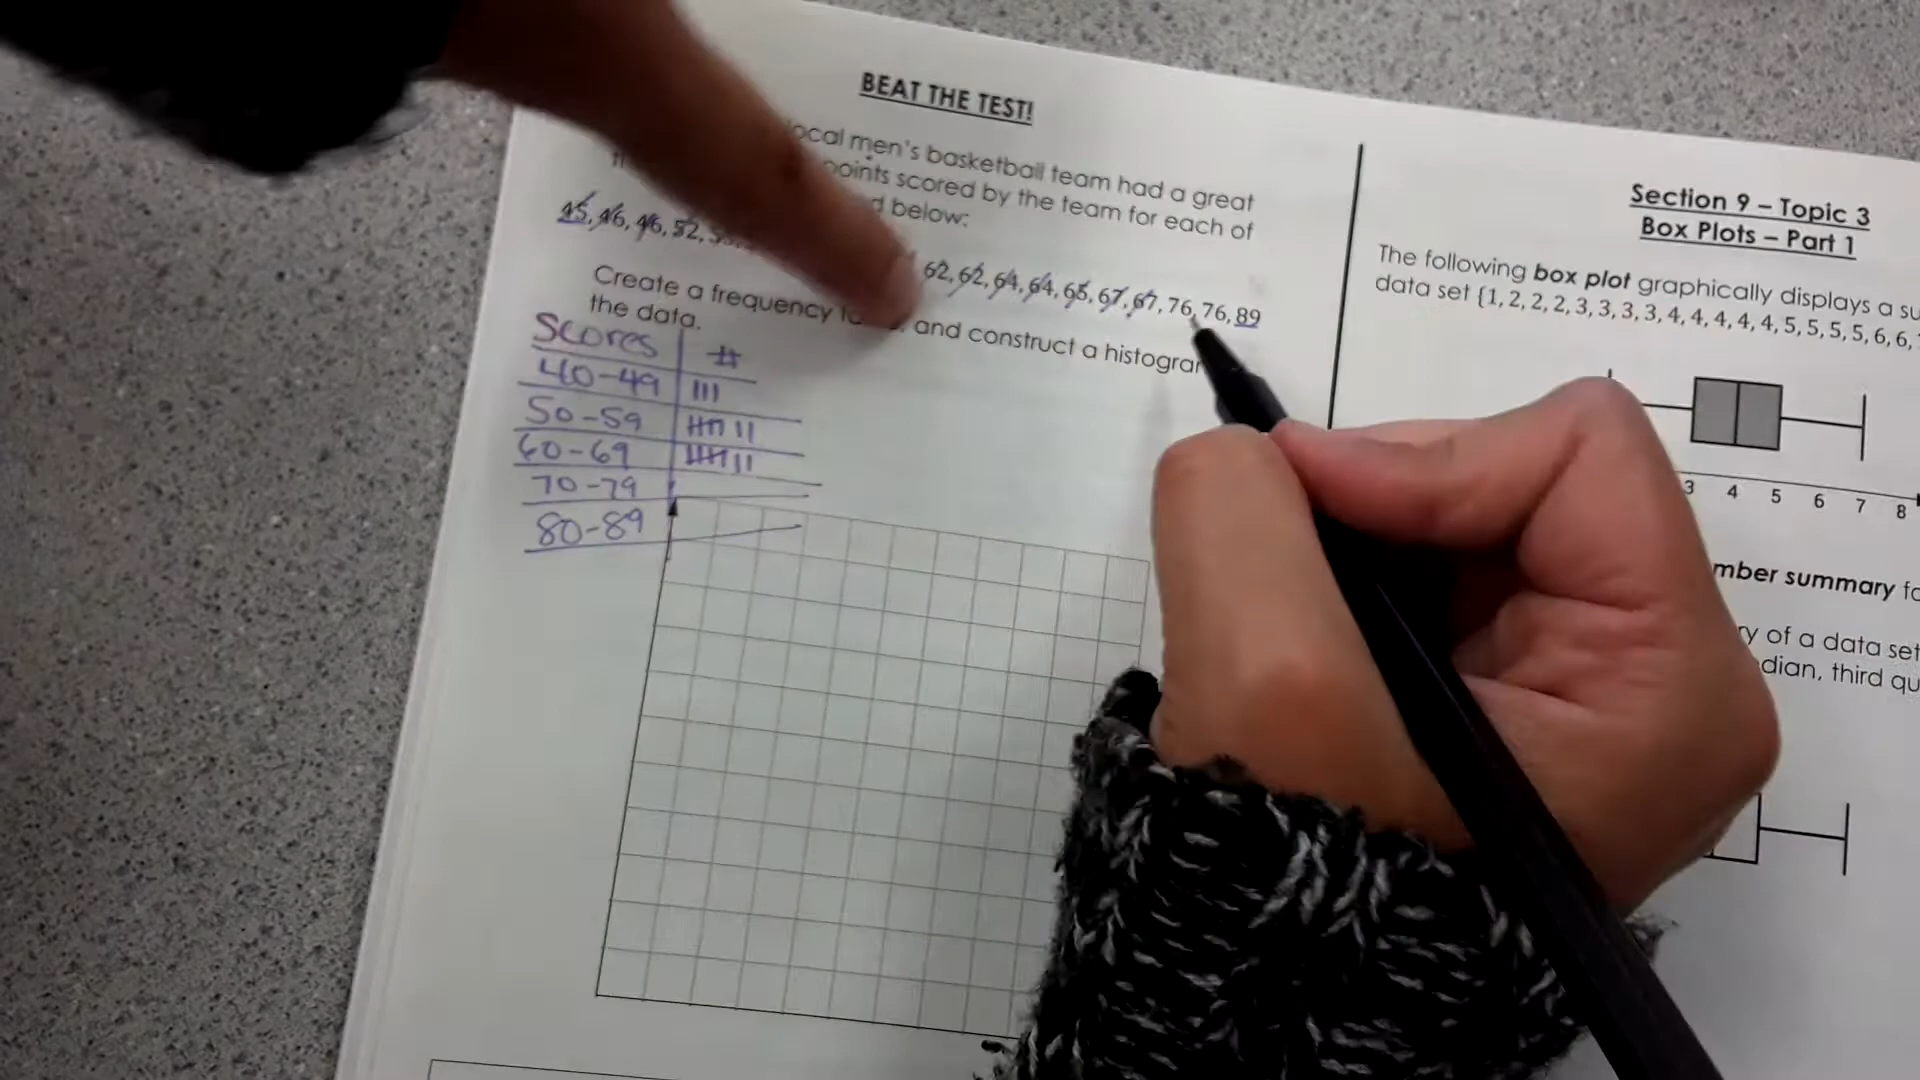 BEAT THE TEST!
local men's basketball team had a great
points scored by the team for each of
below:
45, 46, 46, 52,
62, 62, 64, 64, 65, 67, 67, 76, 76, 89
Create a frequency and construct a histogra
the data.
Scores #
40-49 |||
50-59 |||| ||
60-69 |||| ||
70-79
80-89
Section 9 – Topic 3
Box Plots – Part 1
The following box plot graphically displays a su
data set {1, 2, 2, 2, 3, 3, 3, 3, 4, 4, 4, 4, 4, 5, 5, 5, 5, 6, 6,
3 4 5 6 7 8
mber summary fo
ry of a data set
dian, third qu